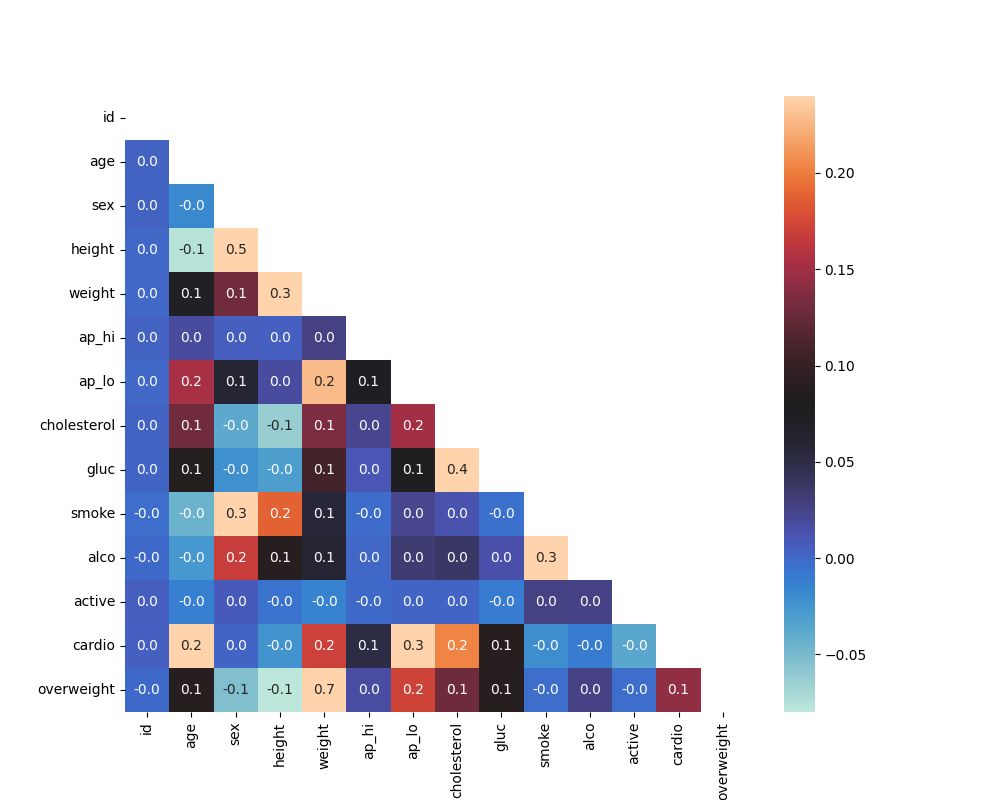 id
age 0.0
sex 0.0 -0.0
height 0.0 -0.1 0.5
weight 0.0 0.1 0.1 0.3
ap_hi 0.0 0.0 0.0 0.0 0.0
ap_lo 0.0 0.2 0.1 0.0 0.2 0.1
cholesterol 0.0 0.1 -0.0 -0.1 0.1 0.0 0.2
gluc 0.0 0.1 -0.0 -0.0 0.1 0.0 0.1 0.4
smoke -0.0 -0.0 0.3 0.2 0.1 -0.0 0.0 0.0 -0.0
alco -0.0 -0.0 0.2 0.1 0.1 0.0 0.0 0.0 0.0 0.3
active 0.0 -0.0 0.0 -0.0 -0.0 -0.0 0.0 0.0 -0.0 0.0 0.0
cardio 0.0 0.2 0.0 -0.0 0.2 0.1 0.3 0.2 0.1 -0.0 -0.0 -0.0
overweight -0.0 0.1 -0.1 -0.1 0.7 0.0 0.2 0.1 0.1 -0.0 0.0 -0.0 0.1
id age sex height weight ap_hi ap_lo cholesterol gluc smoke alco active cardio overweight
0.20
0.15
0.10
0.05
0.00
−0.05